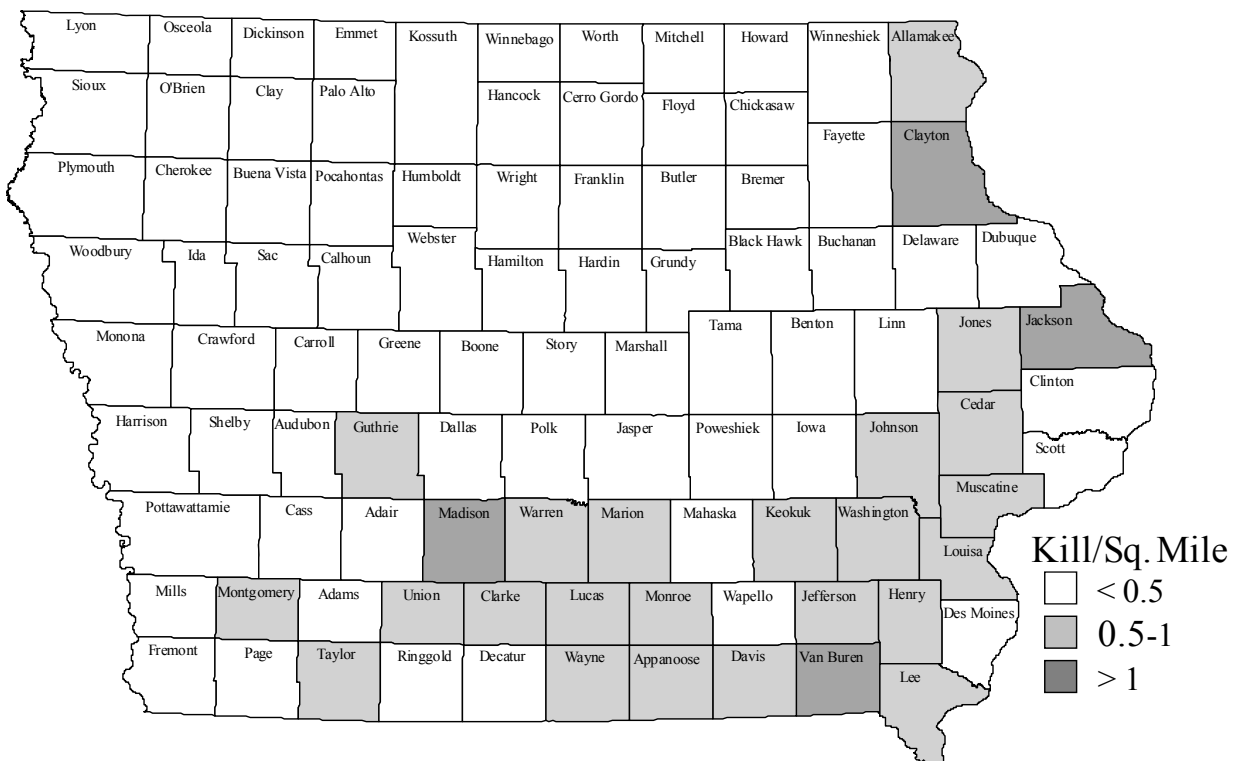 Lyon Osceola Dickinson Emmet Kossuth Winnebago Worth Mitchell Howard Winneshiek Allamakee
Sioux O'Brien Clay Palo Alto Hancock Cerro Gordo Floyd Chickasaw
Fayette Clayton
Plymouth Cherokee Buena Vista Pocahontas Humboldt Wright Franklin Butler Bremer
Woodbury Ida Sac Calhoun Webster Hamilton Hardin Grundy Black Hawk Buchanan Delaware Dubuque
Monona Crawford Carroll Greene Boone Story Marshall Tama Benton Linn Jones Jackson
Clinton
Harrison Shelby Audubon Guthrie Dallas Polk Jasper Poweshiek Iowa Johnson Cedar
Scott
Pottawattamie Cass Adair Madison Warren Marion Mahaska Keokuk Washington Muscatine
Louisa
Mills Montgomery Adams Union Clarke Lucas Monroe Wapello Jefferson Henry Des Moines
Fremont Page Taylor Ringgold Decatur Wayne Appanoose Davis Van Buren Lee
Kill/Sq. Mile
< 0.5
0.5-1
> 1